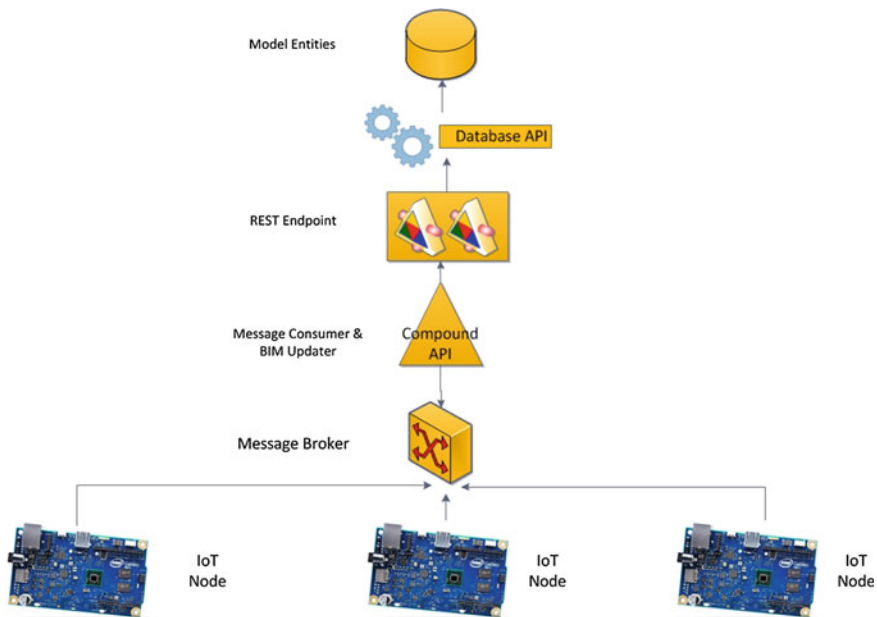 Model Entities
Database API
REST Endpoint
Message Consumer &
BIM Updater
Compound
API
Message Broker
IoT
Node
IoT
Node
IoT
Node